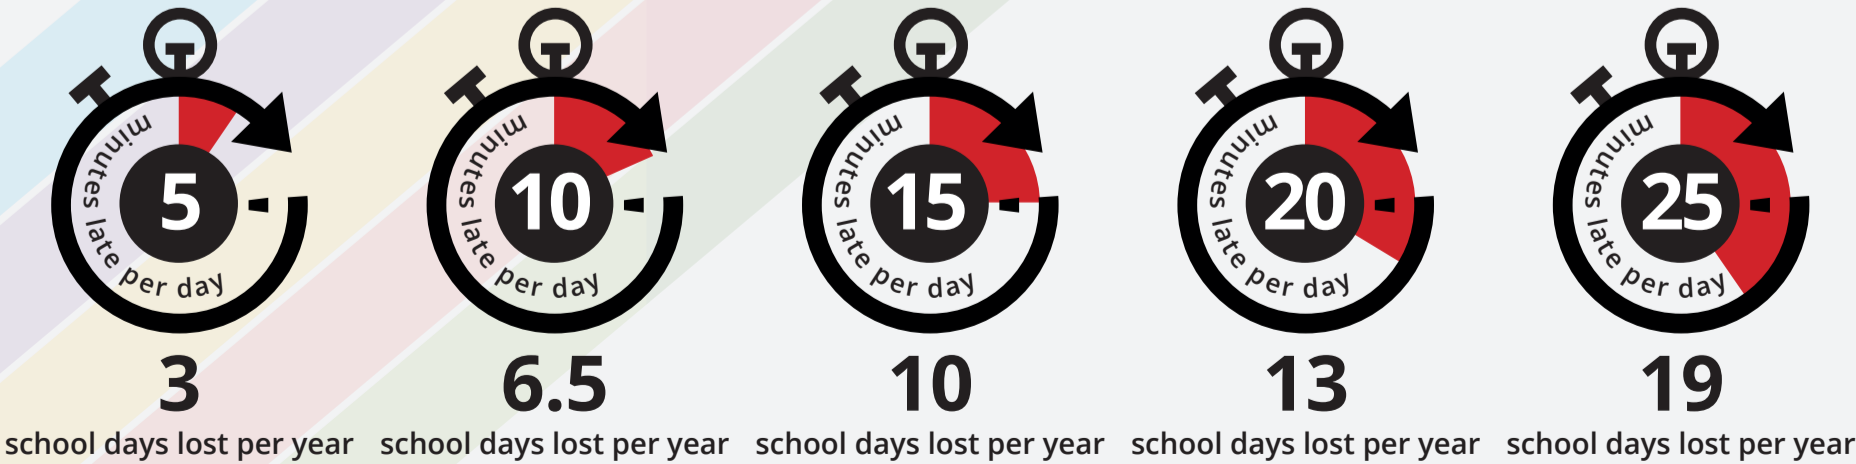 5
minutes late per day
3
school days lost per year
10
minutes late per day
6.5
school days lost per year
15
minutes late per day
10
school days lost per year
20
minutes late per day
13
school days lost per year
25
minutes late per day
19
school days lost per year